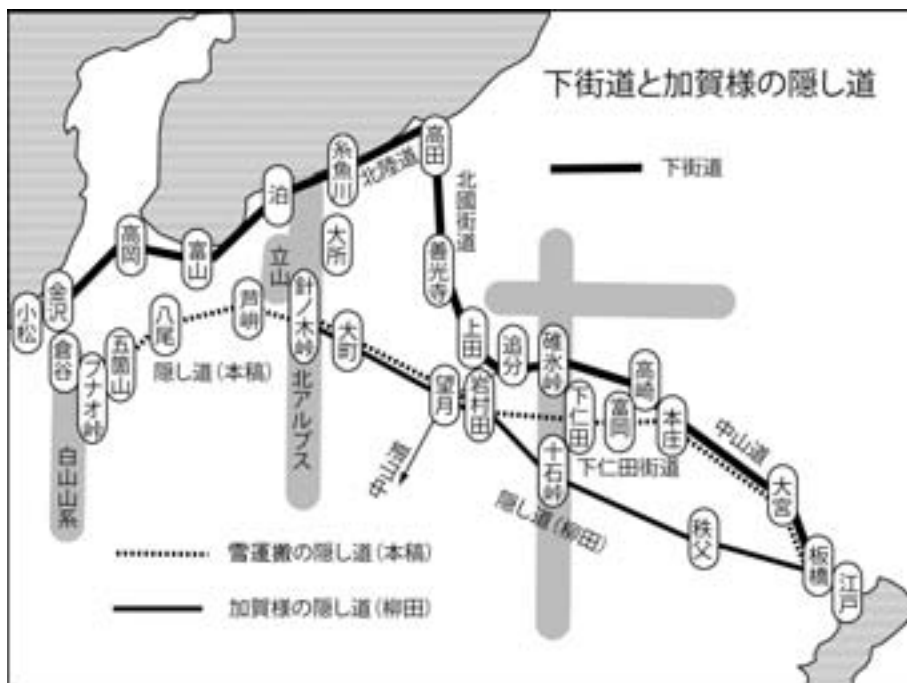 下街道と加賀様の隠し道
下街道
高田
糸魚川
北陸道
泊
北國街道
大所
高岡
富山
立山
善光寺
金沢
小松
芦峅
針ノ木峠
八尾
大町
上田
追分
碓氷峠
倉谷
五箇山
ブナオ峠
隠し道(本稿)
高崎
望月
岩村田
下仁田
富岡
本庄
北アルプス
中山道
下仁田街道
中山道
十石峠
白山山系
大宮
隠し道(柳田)
秩父
板橋
江戸
雪運搬の隠し道(本稿)
加賀様の隠し道(柳田)